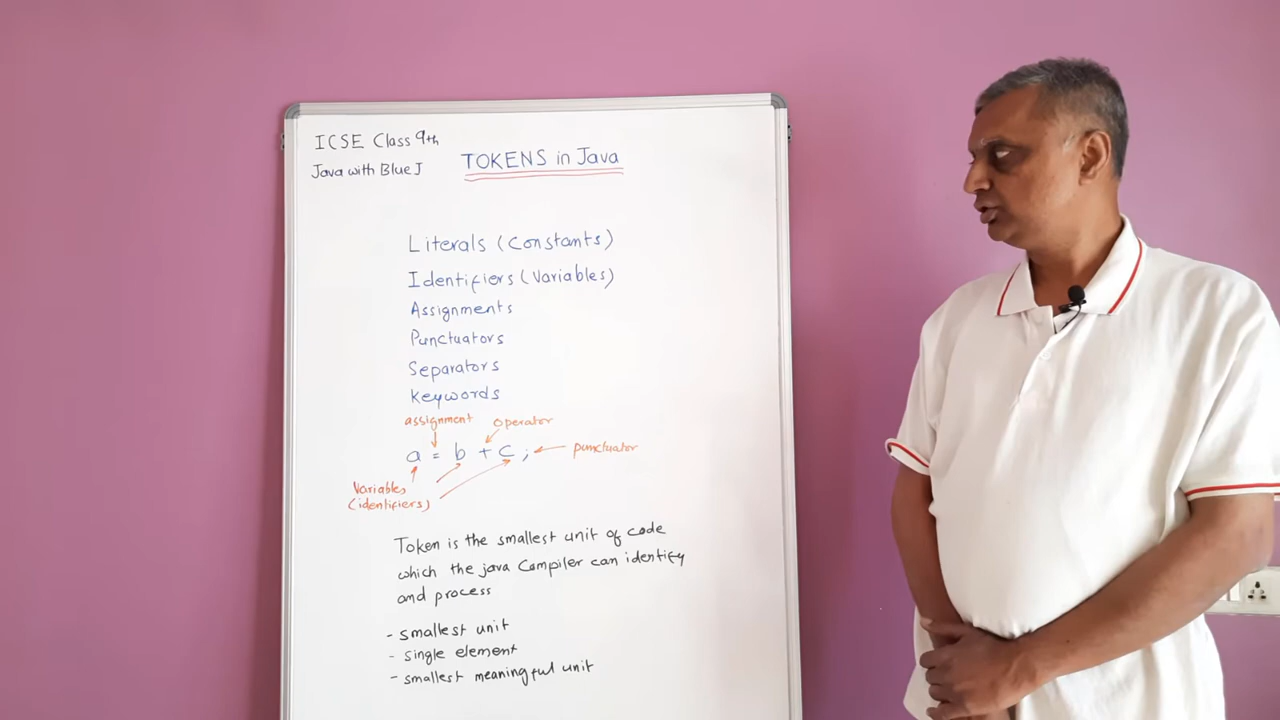 ICSE Class 9th
Java with Blue J
TOKENS in Java
Literals (Constants)
Identifiers (Variables)
Assignments
Punctuators
Separators
Keywords
assignment operator
a = b + c ;
punctuator
Variables
(identifiers)
Token is the smallest unit of code
which the java Compiler can identify
and process
- smallest unit
- single element
- smallest meaningful unit